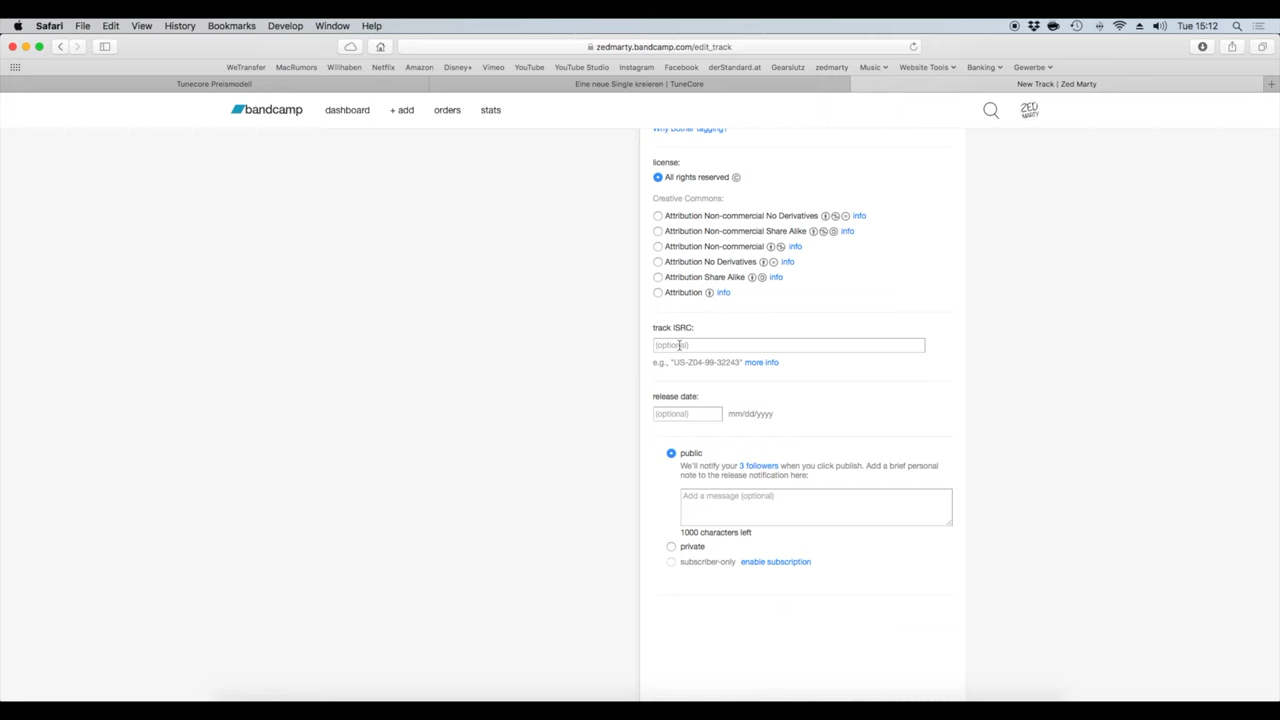 Safari File Edit View History Bookmarks Develop Window Help Tue 15:12
zedmarty.bandcamp.com/edit_track
WeTransfer MacRumors Willhaben Netflix Amazon Disney+ Vimeo YouTube YouTube Studio Instagram Facebook derStandard.at Gearslutz zedmarty Music Website Tools Banking Gewerbe
Tunecore Preismodell Eine neue Single kreieren | TuneCore New Track | Zed Marty
bandcamp dashboard + add orders stats ZED MARTY
Why bother tagging?
license:
All rights reserved
Creative Commons:
Attribution Non-commercial No Derivatives info
Attribution Non-commercial Share Alike info
Attribution Non-commercial info
Attribution No Derivatives info
Attribution Share Alike info
Attribution info
track ISRC:
(optional)
e.g., "US-Z04-99-32243" more info
release date:
(optional) mm/dd/yyyy
public
We'll notify your 3 followers when you click publish. Add a brief personal
note to the release notification here:
Add a message (optional)
1000 characters left
private
subscriber-only enable subscription